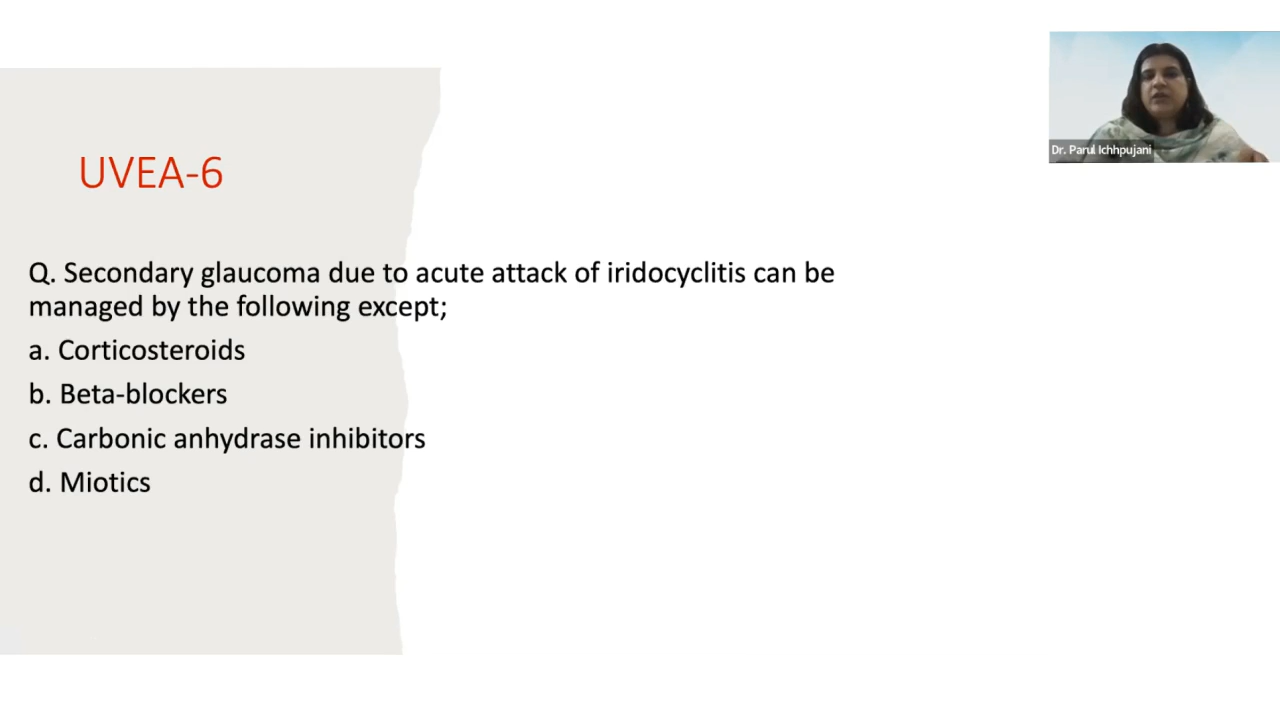 UVEA-6
Q. Secondary glaucoma due to acute attack of iridocyclitis can be
managed by the following except;
a. Corticosteroids
b. Beta-blockers
c. Carbonic anhydrase inhibitors
d. Miotics
Dr. Parul Ichhpujani